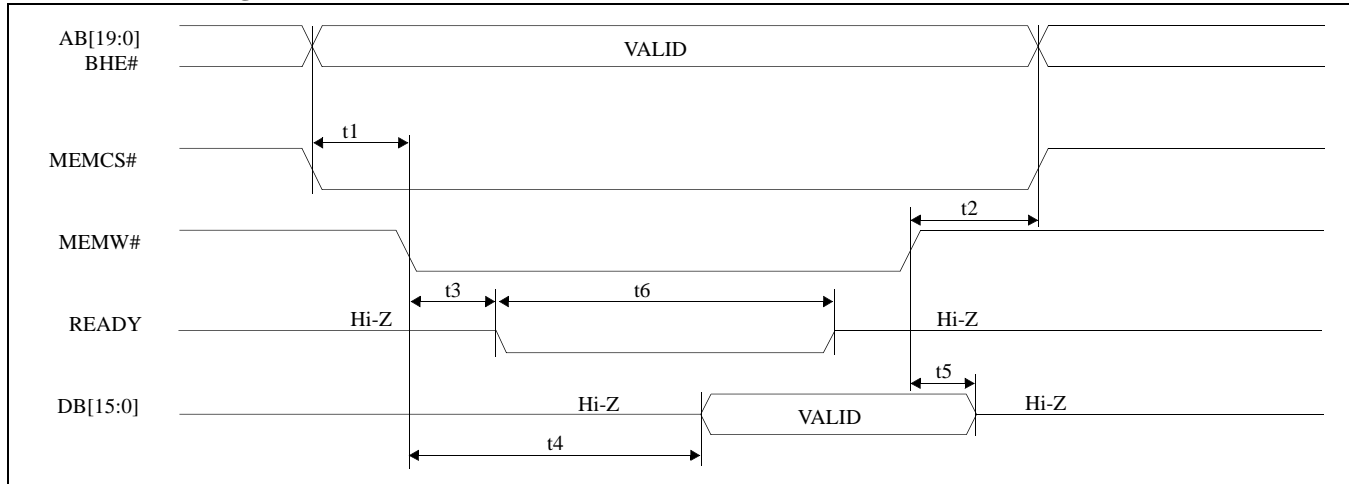 AB[19:0]
BHE#
VALID
t1
MEMCS#
t2
MEMW#
t3
t6
READY
Hi-Z
Hi-Z
t5
DB[15:0]
Hi-Z
VALID
Hi-Z
t4